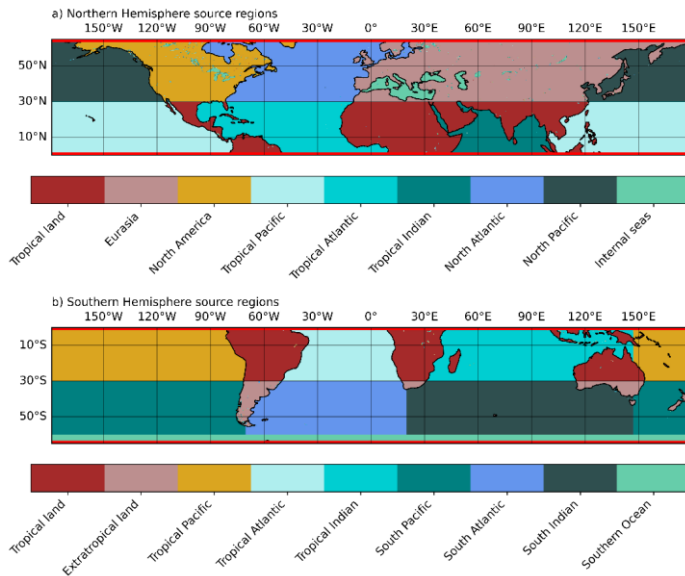 a) Northern Hemisphere source regions
150°W 120°W 90°W 60°W 30°W 0° 30°E 60°E 90°E 120°E 150°E
50°N
30°N
10°N
Tropical land
Eurasia
North America
Tropical Pacific
Tropical Atlantic
Tropical Indian
North Atlantic
North Pacific
Internal seas
b) Southern Hemisphere source regions
150°W 120°W 90°W 60°W 30°W 0° 30°E 60°E 90°E 120°E 150°E
10°S
30°S
50°S
Tropical land
Extratropical land
Tropical Pacific
Tropical Atlantic
Tropical Indian
South Pacific
South Atlantic
South Indian
Southern Ocean